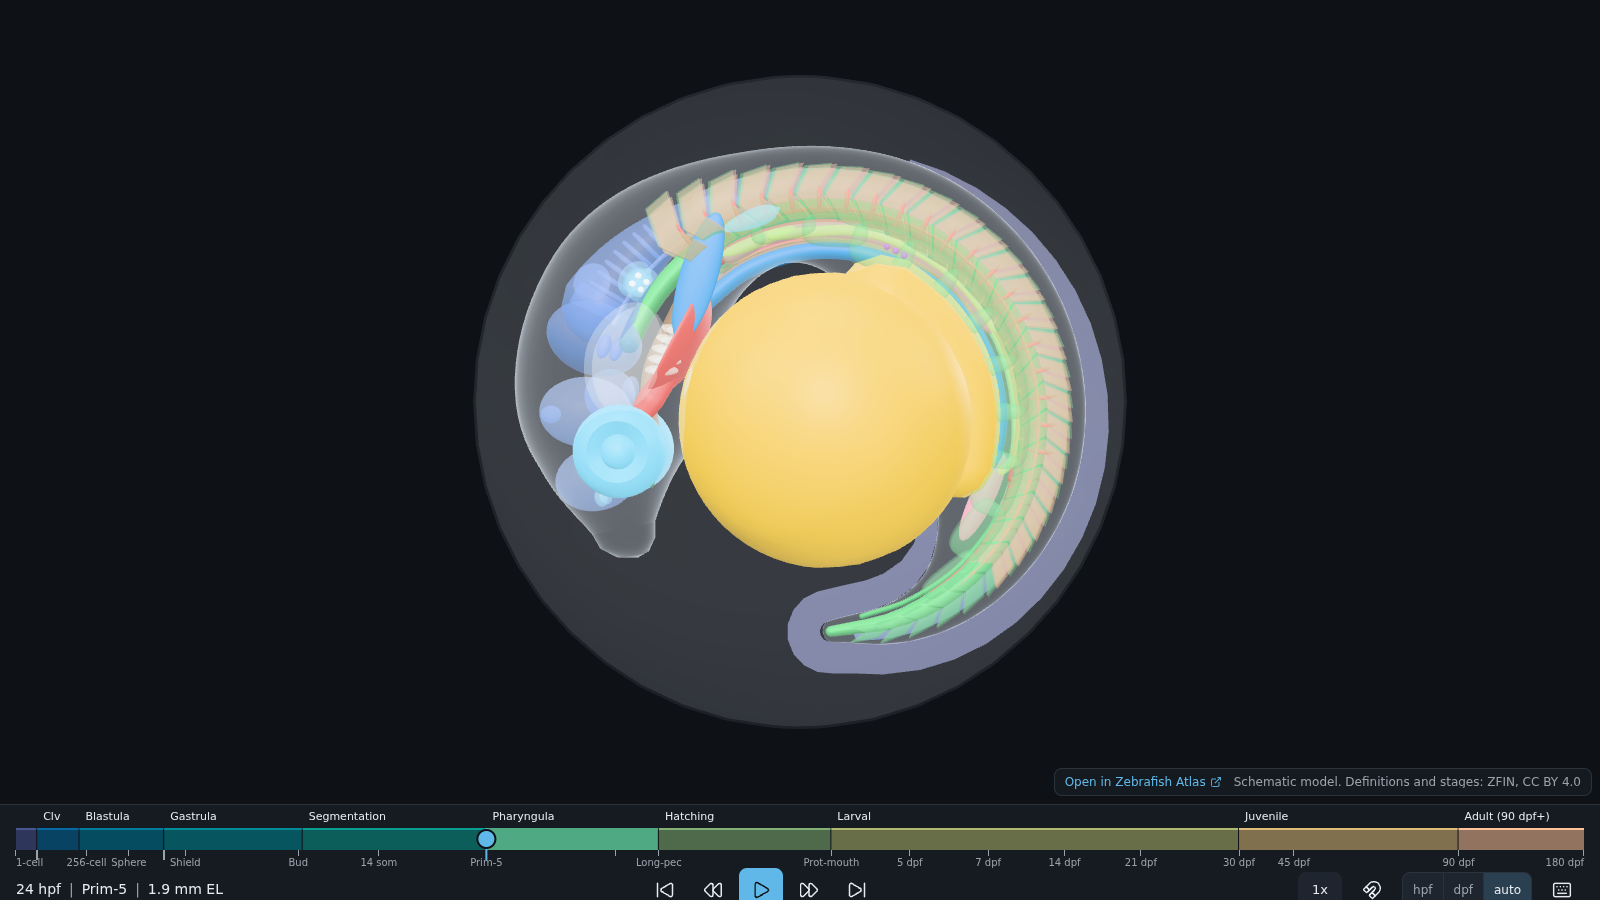 Open in Zebrafish Atlas Schematic model. Definitions and stages: ZFIN, CC BY 4.0
Clv Blastula Gastrula Segmentation Pharyngula Hatching Larval Juvenile Adult (90 dpf+)
1-cell 256-cell Sphere Shield Bud 14 som Prim-5 Long-pec Prot-mouth 5 dpf 7 dpf 14 dpf 21 dpf 30 dpf 45 dpf 90 dpf 180 dpf
24 hpf | Prim-5 | 1.9 mm EL 1x hpf dpf auto